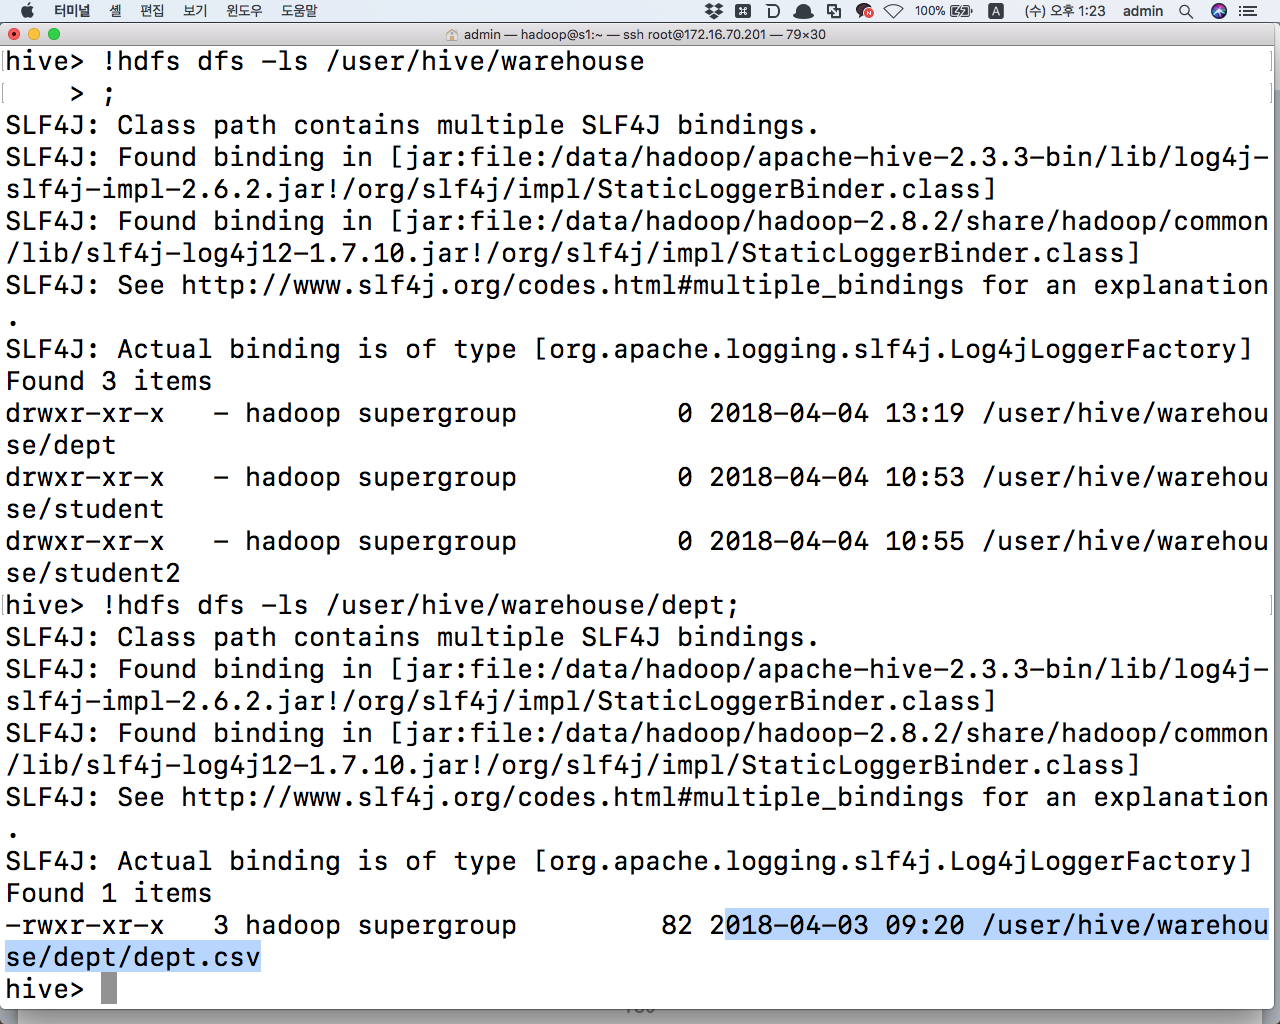 터미널 셸 편집 보기 윈도우 도움말 100% A (수) 오후 1:23 admin
admin — hadoop@s1:~ — ssh root@172.16.70.201 — 79×30
hive> !hdfs dfs -ls /user/hive/warehouse
> ;
SLF4J: Class path contains multiple SLF4J bindings.
SLF4J: Found binding in [jar:file:/data/hadoop/apache-hive-2.3.3-bin/lib/log4j-
slf4j-impl-2.6.2.jar!/org/slf4j/impl/StaticLoggerBinder.class]
SLF4J: Found binding in [jar:file:/data/hadoop/hadoop-2.8.2/share/hadoop/common
/lib/slf4j-log4j12-1.7.10.jar!/org/slf4j/impl/StaticLoggerBinder.class]
SLF4J: See http://www.slf4j.org/codes.html#multiple_bindings for an explanation
.
SLF4J: Actual binding is of type [org.apache.logging.slf4j.Log4jLoggerFactory]
Found 3 items
drwxr-xr-x   - hadoop supergroup          0 2018-04-04 13:19 /user/hive/warehou
se/dept
drwxr-xr-x   - hadoop supergroup          0 2018-04-04 10:53 /user/hive/warehou
se/student
drwxr-xr-x   - hadoop supergroup          0 2018-04-04 10:55 /user/hive/warehou
se/student2
hive> !hdfs dfs -ls /user/hive/warehouse/dept;
SLF4J: Class path contains multiple SLF4J bindings.
SLF4J: Found binding in [jar:file:/data/hadoop/apache-hive-2.3.3-bin/lib/log4j-
slf4j-impl-2.6.2.jar!/org/slf4j/impl/StaticLoggerBinder.class]
SLF4J: Found binding in [jar:file:/data/hadoop/hadoop-2.8.2/share/hadoop/common
/lib/slf4j-log4j12-1.7.10.jar!/org/slf4j/impl/StaticLoggerBinder.class]
SLF4J: See http://www.slf4j.org/codes.html#multiple_bindings for an explanation
.
SLF4J: Actual binding is of type [org.apache.logging.slf4j.Log4jLoggerFactory]
Found 1 items
-rwxr-xr-x   3 hadoop supergroup         82 2018-04-03 09:20 /user/hive/warehou
se/dept/dept.csv
hive>